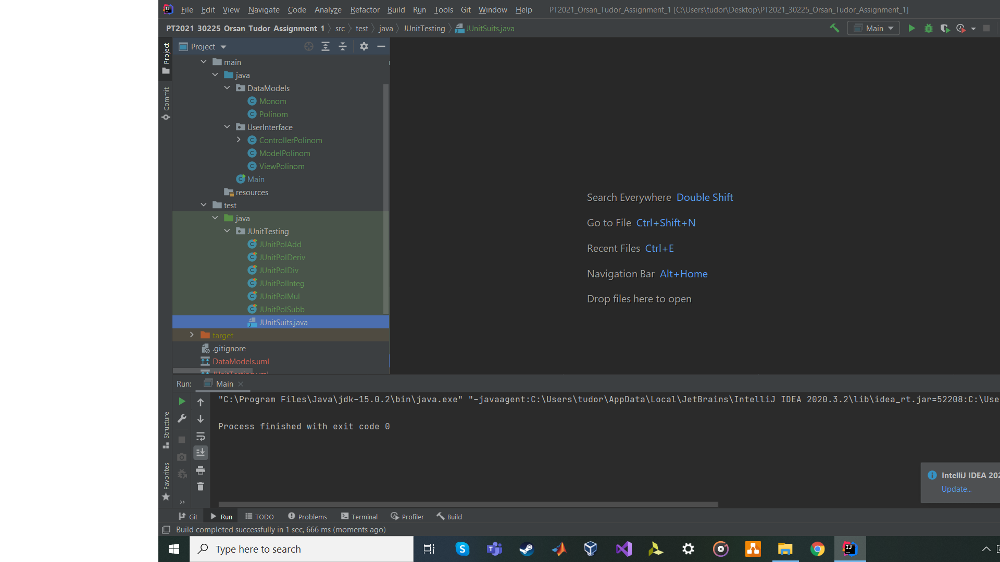 File Edit View Navigate Code Analyze Refactor Build Run Tools Git Window Help PT2021_Orsan_Tudor_Assignment_1 [C:\Users\tudor\Desktop\PT2021_30225_Orsan_Tudor_Assignment_1]
PT2021_30225_Orsan_Tudor_Assignment_1 src test java JUnitTesting JUnitSuits.java Main
Project
Project
Commit
main
java
DataModels
Monom
Polinom
UserInterface
ControllerPolinom
ModelPolinom
ViewPolinom
Main
resources
test
java
JUnitTesting
JUnitPolAdd
JUnitPolDeriv
JUnitPolDiv
JUnitPolInteg
JUnitPolMul
JUnitPolSubb
JUnitSuits.java
target
.gitignore
DataModels.uml
JUnitTesting.uml
Search Everywhere Double Shift
Go to File Ctrl+Shift+N
Recent Files Ctrl+E
Navigation Bar Alt+Home
Drop files here to open
Run: Main
"C:\Program Files\Java\jdk-15.0.2\bin\java.exe" "-javaagent:C:\Users\tudor\AppData\Local\JetBrains\IntelliJ IDEA 2020.3.2\lib\idea_rt.jar=52208:C:\Use
Process finished with exit code 0
Structure
Favorites
IntelliJ IDEA 202
Update...
Git Run TODO Problems Terminal Profiler Build
Build completed successfully in 1 sec, 666 ms (moments ago)
Type here to search